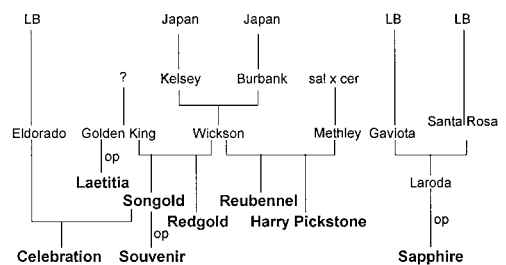 LB Japan Japan LB LB
? Kelsey Burbank sal x cer
Santa Rosa
Eldorado Golden King Wickson Methley Gaviota
op
Laetitia Laroda
Songold Reubennel
Redgold Harry Pickstone op
op
Celebration Souvenir Sapphire